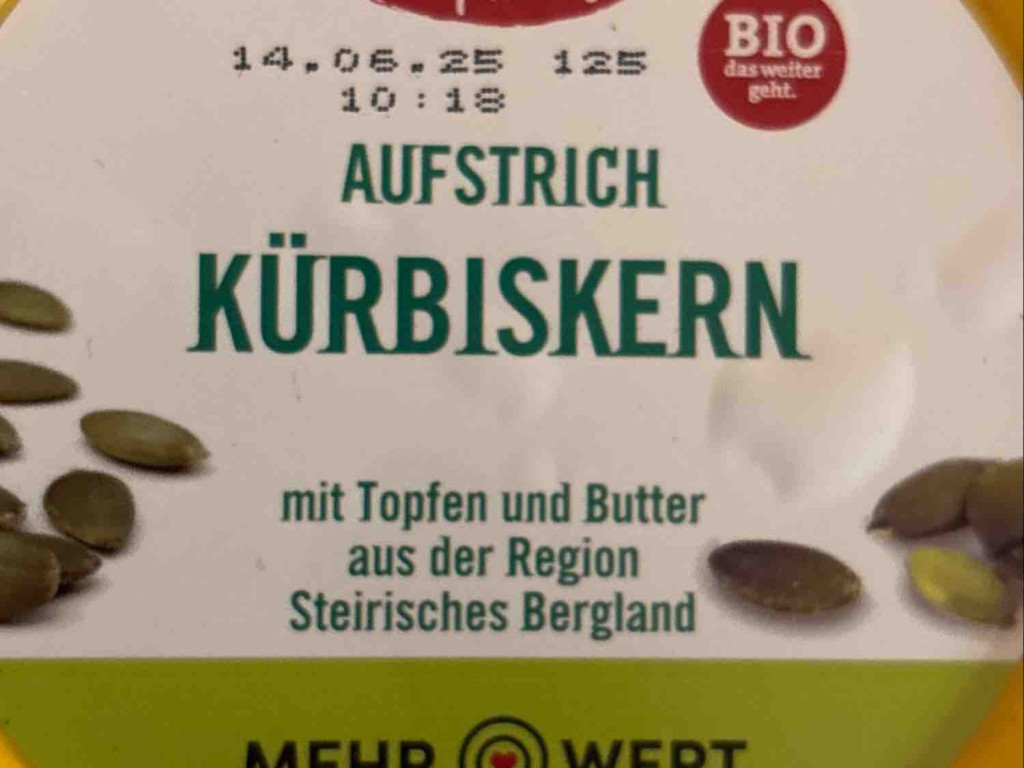 14.06.25 125
10:18
BIO
das weiter
geht.
AUFSTRICH
KÜRBISKERN
mit Topfen und Butter
aus der Region
Steirisches Bergland
MEHR WERT